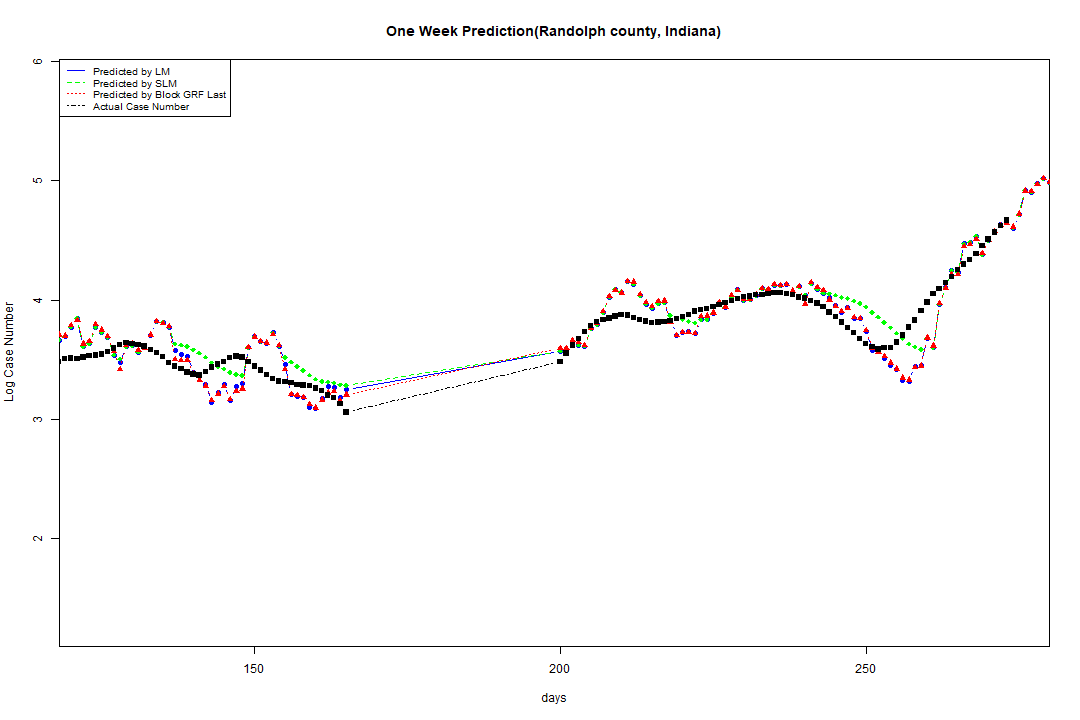 One Week Prediction(Randolph county, Indiana)
Predicted by LM
Predicted by SLM
Predicted by Block GRF Last
Actual Case Number
6
5
4
3
2
Log Case Number
150
200
250
days